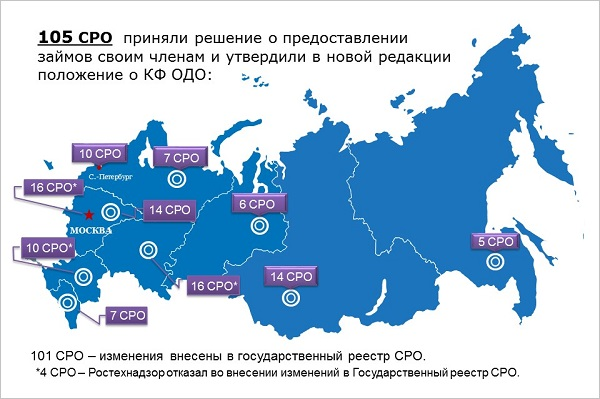 105 СРО приняли решение о предоставлении
займов своим членам и утвердили в новой редакции
положение о КФ ОДО:
10 СРО
7 СРО
С.-Петербург
16 СРО*
14 СРО
6 СРО
МОСКВА
10 СРО*
5 СРО
14 СРО
16 СРО*
7 СРО
101 СРО – изменения внесены в государственный реестр СРО.
*4 СРО – Ростехнадзор отказал во внесении изменений в Государственный реестр СРО.